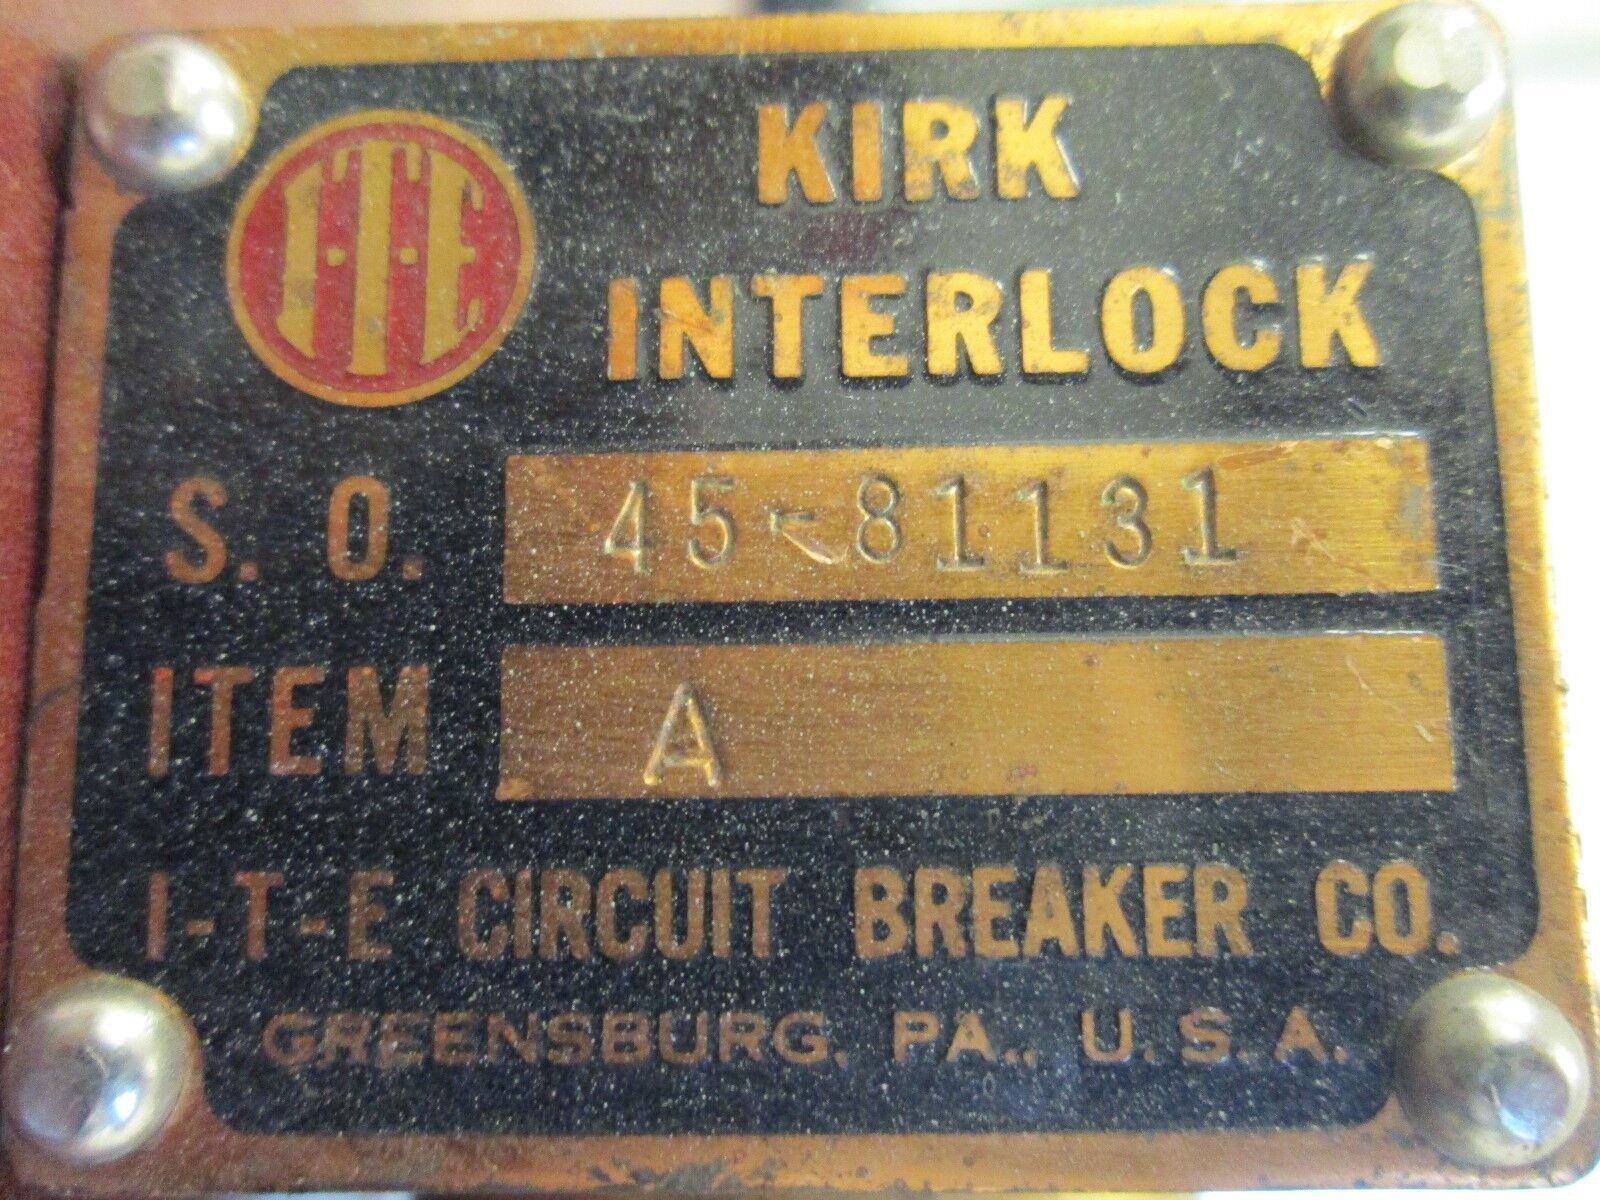 I-T-E
KIRK
INTERLOCK
S. O. 45-81131
ITEM A
I-T-E CIRCUIT BREAKER CO.
GREENSBURG, PA., U. S. A.